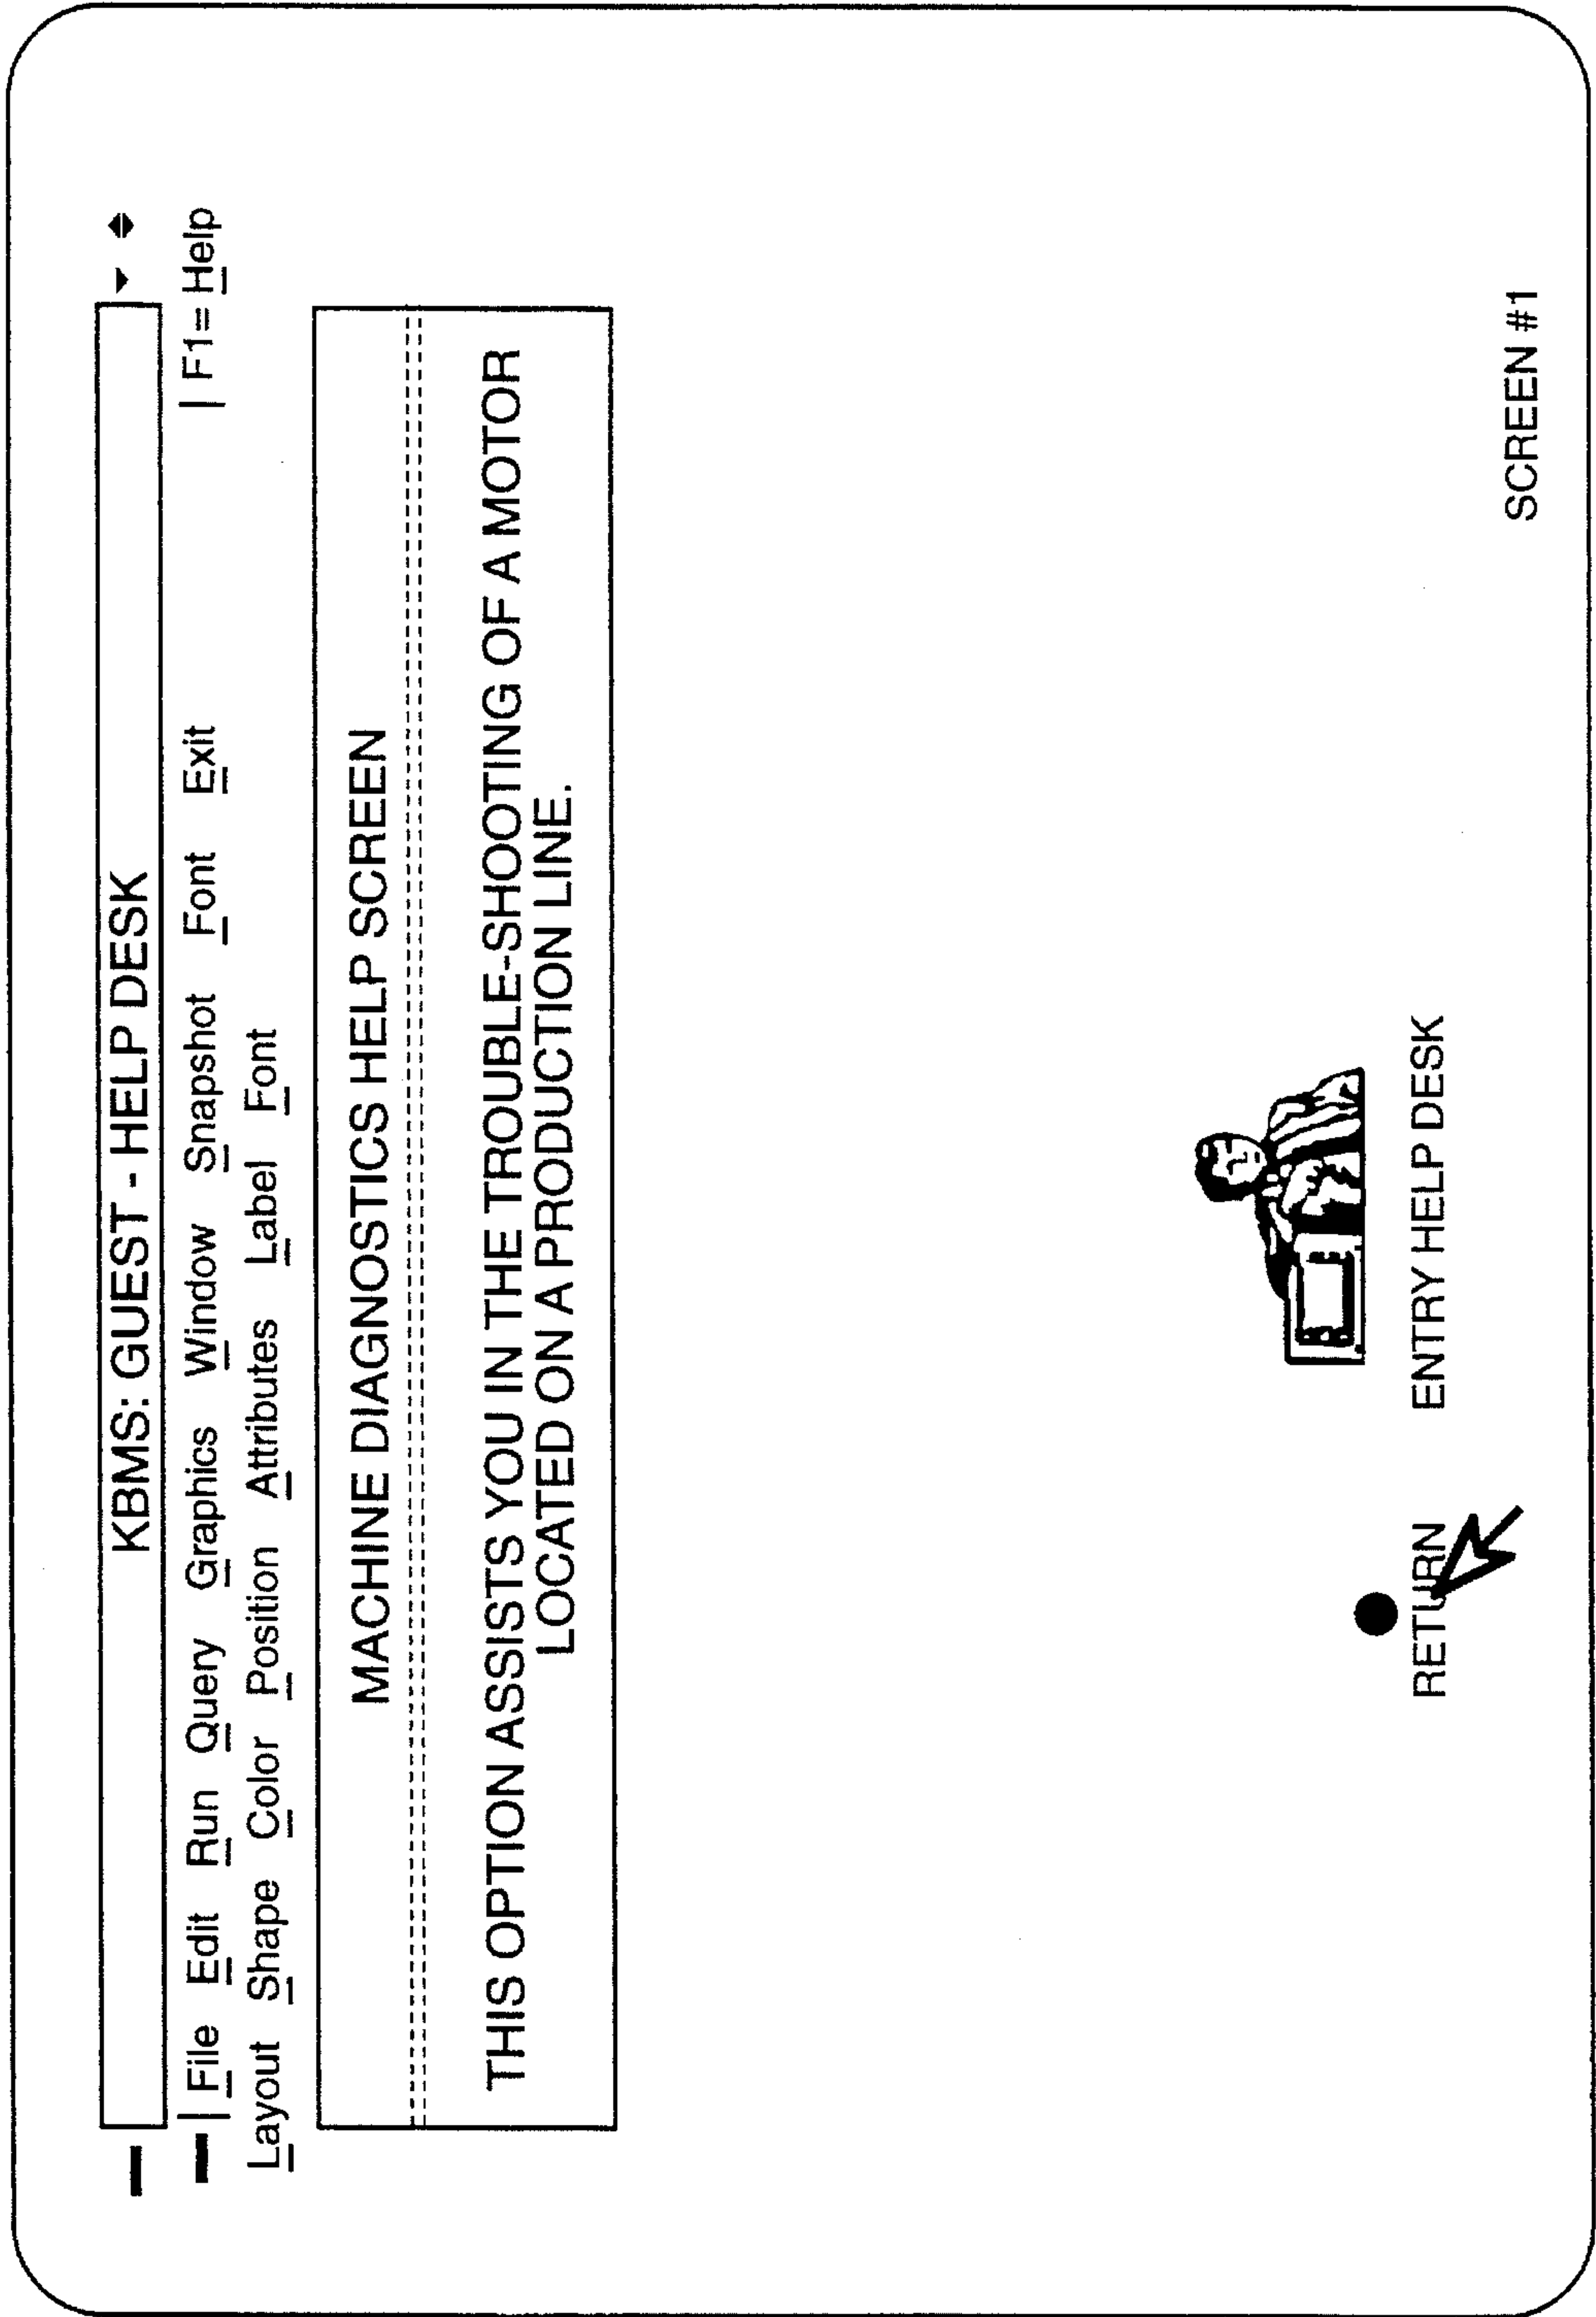 KBMS: GUEST - HELP DESK
File Edit Run Query Graphics Window Snapshot Font Exit | F1= Help
Layout Shape Color Position Attributes Label Font
MACHINE DIAGNOSTICS HELP SCREEN
THIS OPTION ASSISTS YOU IN THE TROUBLE-SHOOTING OF A MOTOR
LOCATED ON A PRODUCTION LINE.
RETURN ENTRY HELP DESK
SCREEN #1